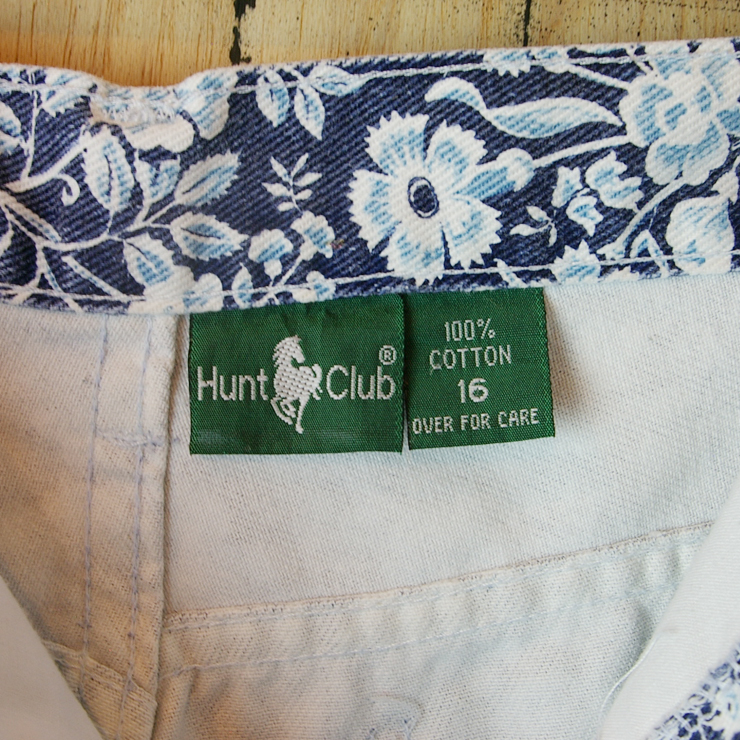 Hunt Club®
100%
COTTON
16
OVER FOR CARE